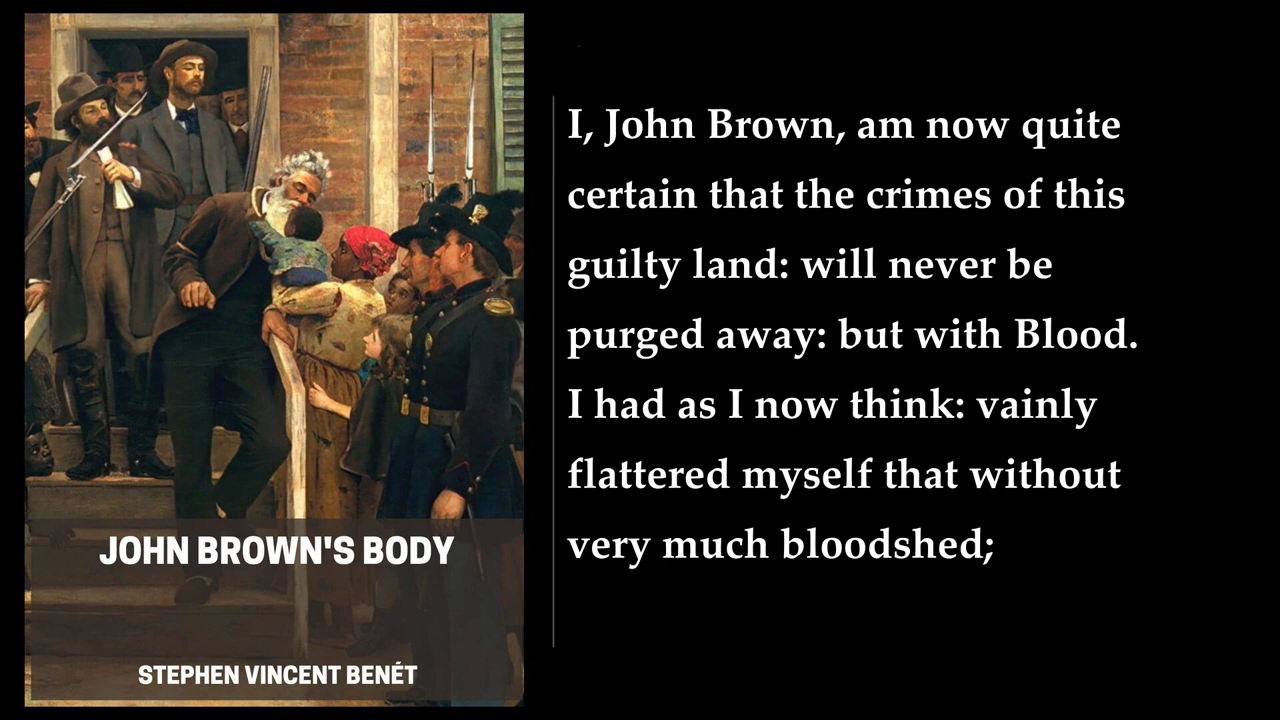 JOHN BROWN'S BODY
STEPHEN VINCENT BENÉT
I, John Brown, am now quite
certain that the crimes of this
guilty land: will never be
purged away: but with Blood.
I had as I now think: vainly
flattered myself that without
very much bloodshed;